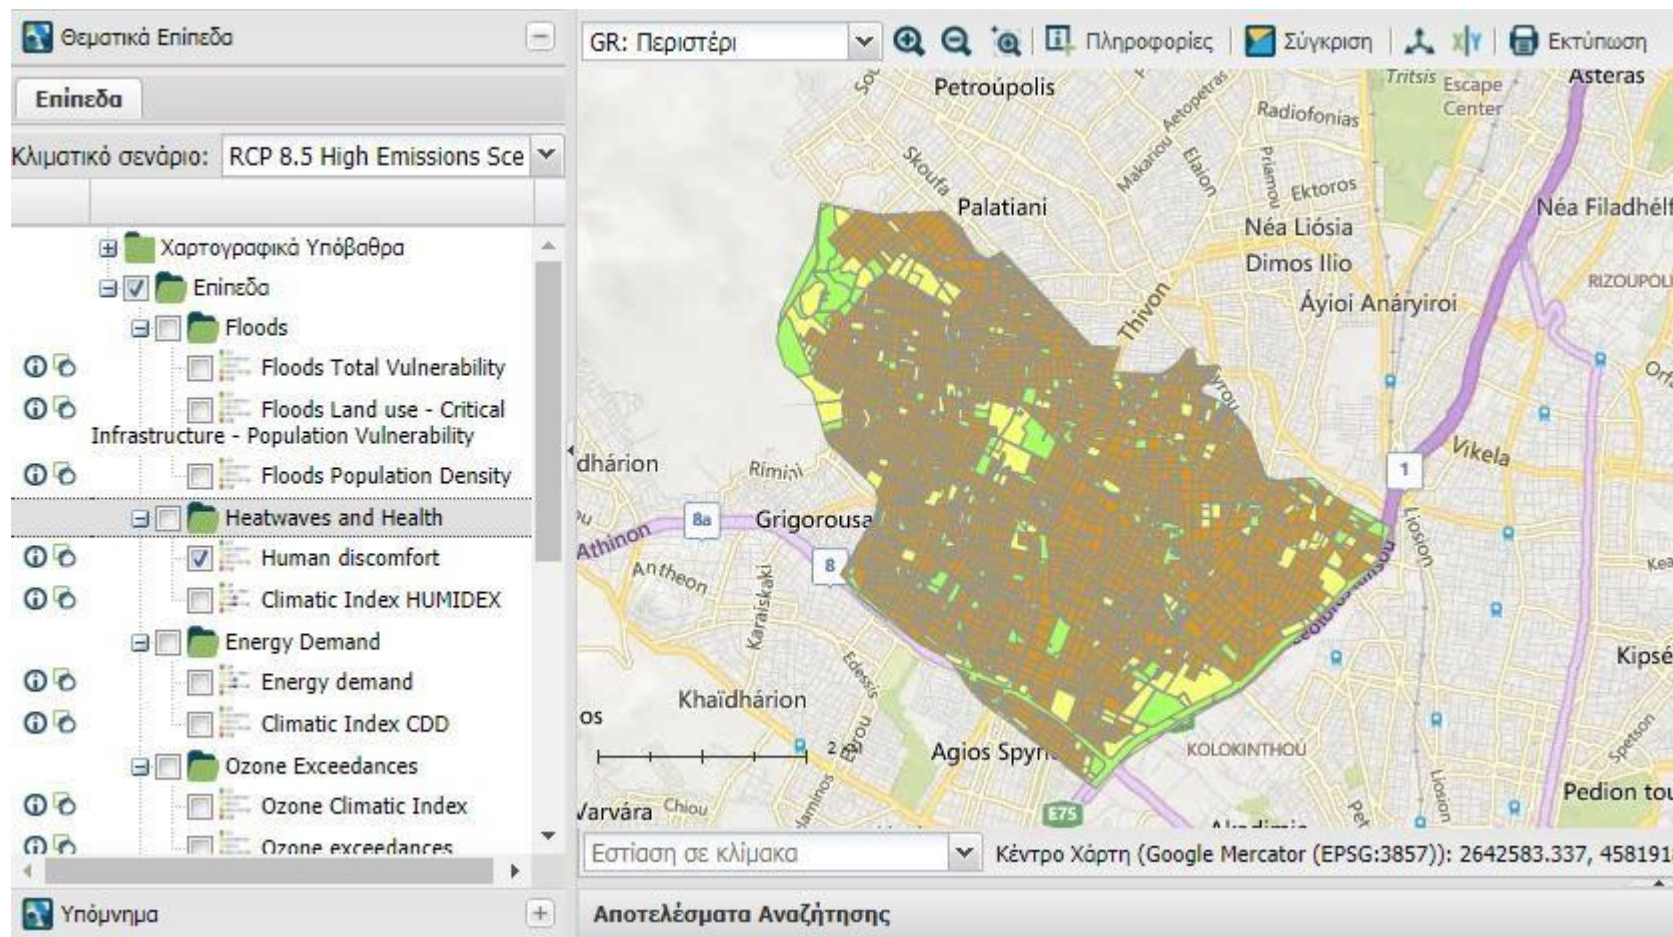 Θεματικά Επίπεδα
Επίπεδα
Κλιματικό σενάριο: RCP 8.5 High Emissions Sce
Χαρτογραφικά Υπόβαθρα
Επίπεδα
Floods
Floods Total Vulnerability
Floods Land use - Critical
Infrastructure - Population Vulnerability
Floods Population Density
Heatwaves and Health
Human discomfort
Climatic Index HUMIDEX
Energy Demand
Energy demand
Climatic Index CDD
Ozone Exceedances
Ozone Climatic Index
Ozone exceedances
Υπόμνημα
GR: Περιστέρι
Πληροφορίες
Σύγκριση
Εκτύπωση
Petroúpolis
Aetopetras
Tritsis
Escape
Center
Asteras
Radiofonias
Makariou
Elaion
Priamou
Ektoros
Skoufa
Palatiani
Néa Liósia
Dimos Ilio
Néa Filadhélf
RIZOUPOLI
Áyioi Anáryiroi
Thivon
Syrou
Orf
Vikela
1
dhárion
Rimini
8a
Grigorousa
Athinon
8
Antheon
Karaiskaki
Liosion
Kea
Edessis
Kipsé
Khaïdhárion
os
Agios Spyr
KOLOKINTHOU
Spetson
Varvára
Chiou
E75
Liosion
Pedion tou
Εστίαση σε κλίμακα
Κέντρο Χάρτη (Google Mercator (EPSG:3857)): 2642583.337, 458191
Αποτελέσματα Αναζήτησης